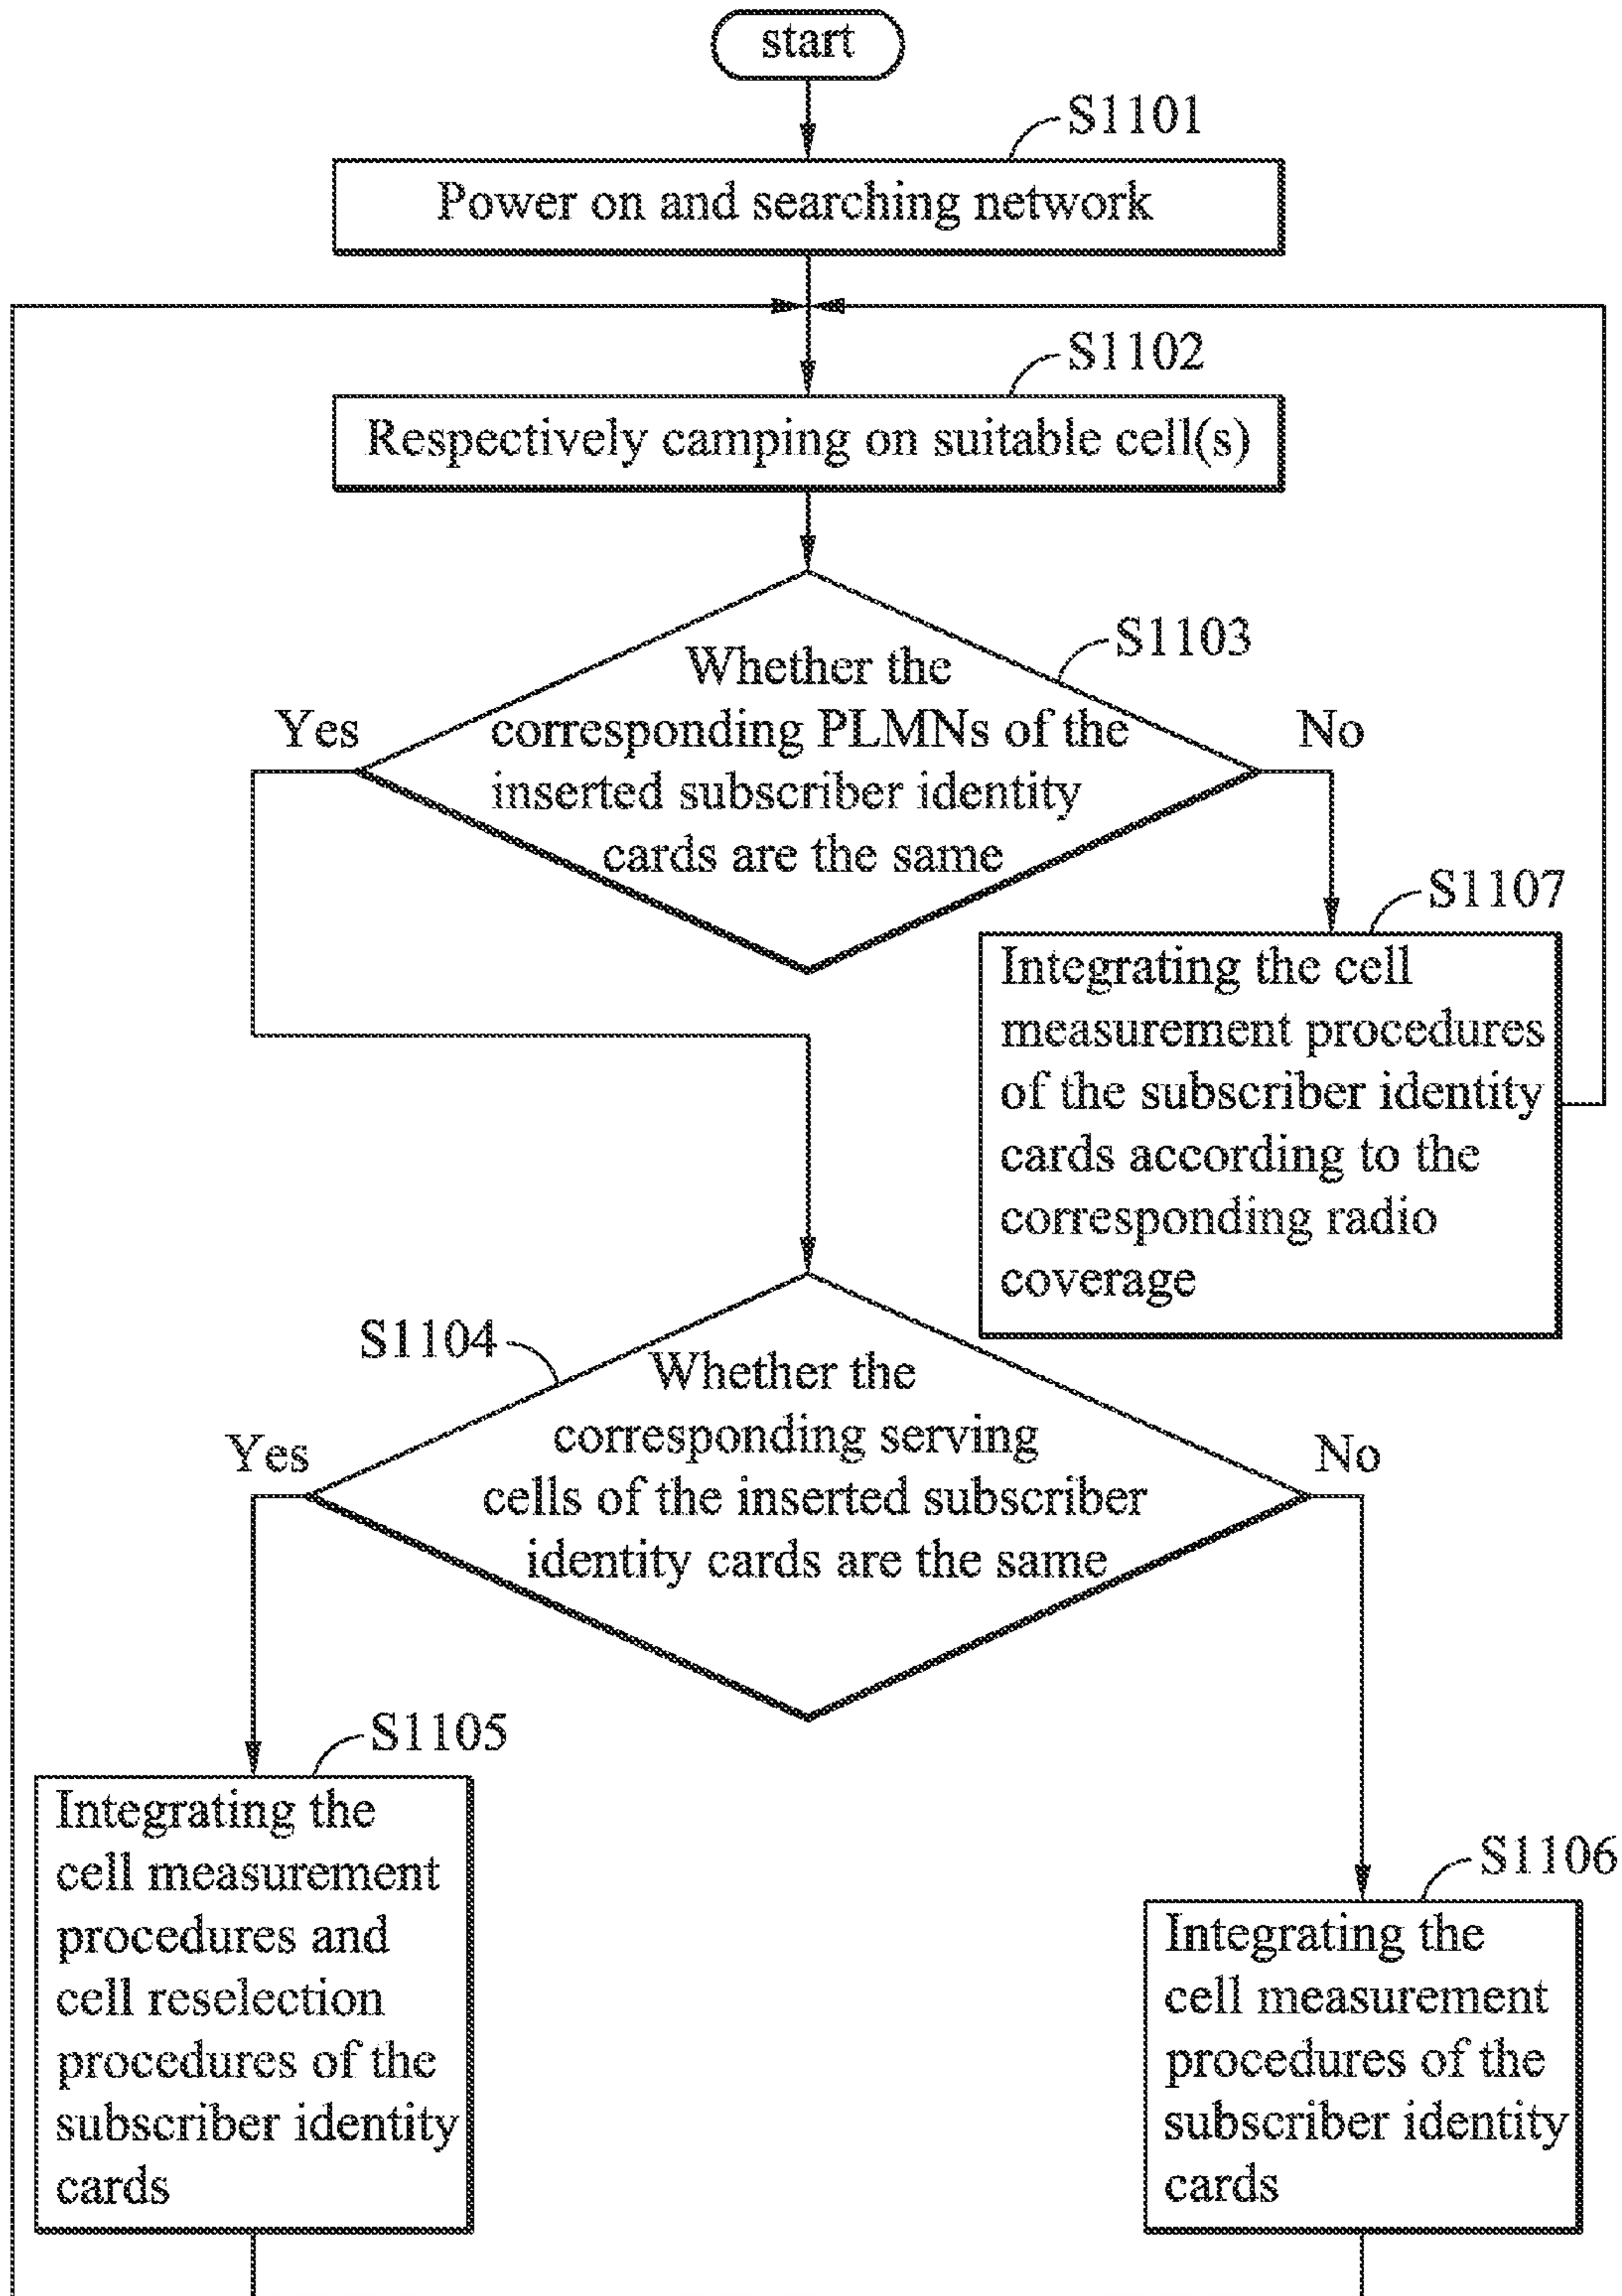 start
S1101
Power on and searching network
S1102
Respectively camping on suitable cell(s)
S1103
Whether the
corresponding PLMNs of the
inserted subscriber identity
cards are the same
Yes
No
S1107
Integrating the cell
measurement procedures
of the subscriber identity
cards according to the
corresponding radio
coverage
S1104
Whether the
corresponding serving
cells of the inserted subscriber
identity cards are the same
Yes
No
S1105
Integrating the
cell measurement
procedures and
cell reselection
procedures of the
subscriber identity
cards
S1106
Integrating the
cell measurement
procedures of the
subscriber identity
cards